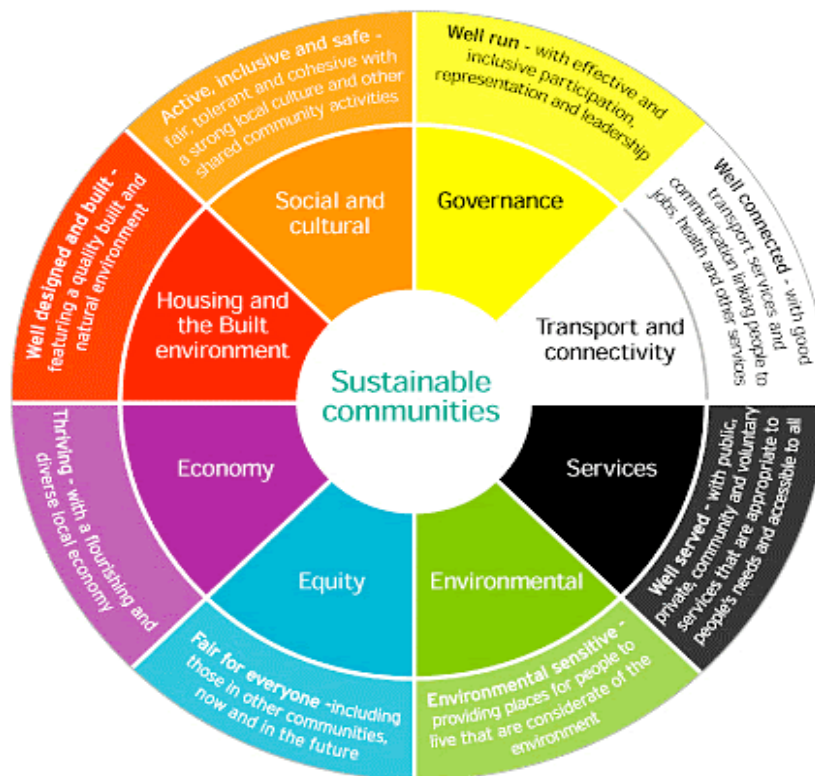 Sustainable
communities
Governance
Well run - with effective and
inclusive participation,
representation and leadership
Transport and
connectivity
Well connected - with good
transport services and
communication linking people to
jobs, health and other services
Services
Well served - with public,
private, community and voluntary
services that are appropriate to
people's needs and accessible to all
Environmental
Environmental sensitive -
providing places for people to
live that are considerate of the
environment
Equity
Fair for everyone -including
those in other communities,
now and in the future
Economy
Thriving - with a flourishing and
diverse local economy
Housing and
the Built
environment
Well designed and built -
featuring a quality built and
natural environment
Social and
cultural
Active, inclusive and safe -
fair, tolerant and cohesive with
a strong local culture and other
shared community activities